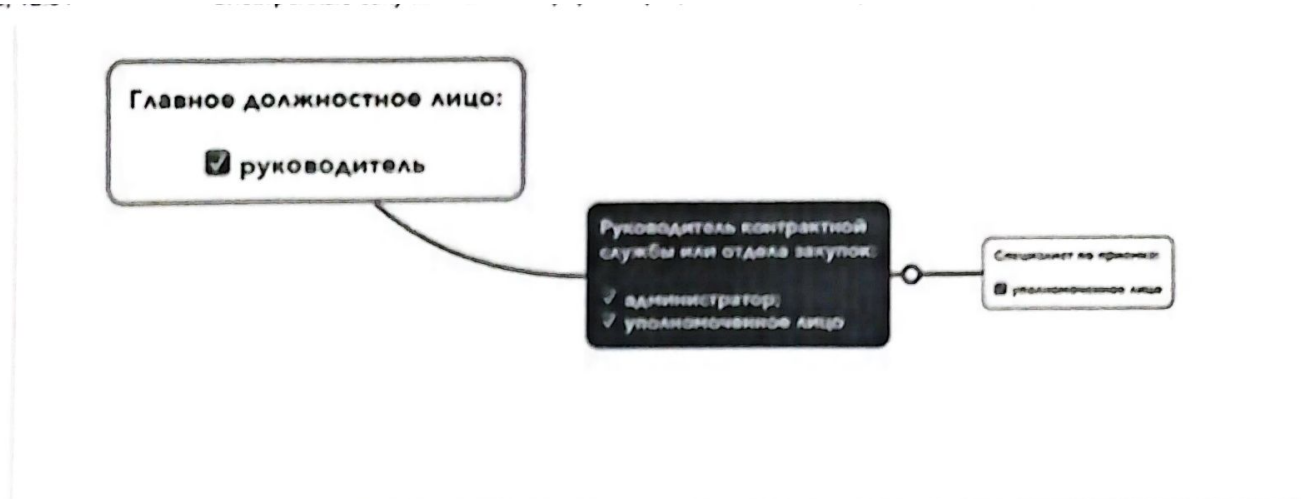 Главное должностное лицо:
руководитель
Руководитель контрактной
службы или отдела закупок:
администратор;
уполномоченное лицо
Специалист по приемке:
уполномоченное лицо